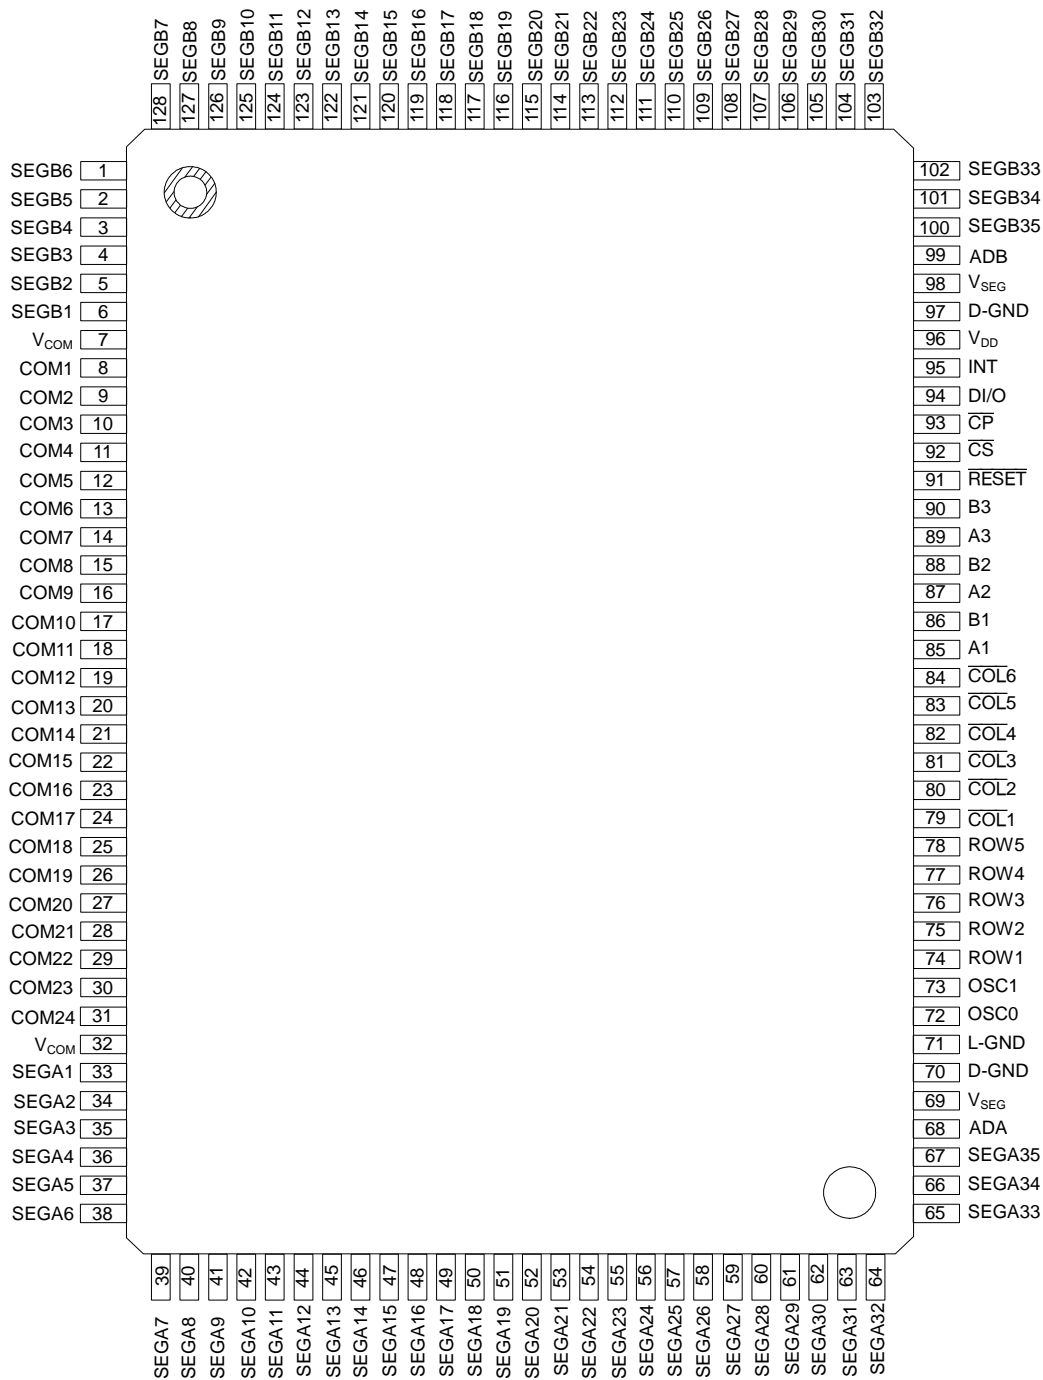 SEGB7 SEGB8 SEGB9 SEGB10 SEGB11 SEGB12 SEGB13 SEGB14 SEGB15 SEGB16 SEGB17 SEGB18 SEGB19 SEGB20 SEGB21 SEGB22 SEGB23 SEGB24 SEGB25 SEGB26 SEGB27 SEGB28 SEGB29 SEGB30 SEGB31 SEGB32
128 127 126 125 124 123 122 121 120 119 118 117 116 115 114 113 112 111 110 109 108 107 106 105 104 103
SEGB6 1 102 SEGB33
SEGB5 2 101 SEGB34
SEGB4 3 100 SEGB35
SEGB3 4 99 ADB
SEGB2 5 98 VSEG
SEGB1 6 97 D-GND
VCOM 7 96 VDD
COM1 8 95 INT
COM2 9 94 DI/O
COM3 10 93 C̅P̅
COM4 11 92 C̅S̅
COM5 12 91 R̅E̅S̅E̅T̅
COM6 13 90 B3
COM7 14 89 A3
COM8 15 88 B2
COM9 16 87 A2
COM10 17 86 B1
COM11 18 85 A1
COM12 19 84 C̅O̅L̅6
COM13 20 83 C̅O̅L̅5
COM14 21 82 C̅O̅L̅4
COM15 22 81 C̅O̅L̅3
COM16 23 80 C̅O̅L̅2
COM17 24 79 C̅O̅L̅1
COM18 25 78 ROW5
COM19 26 77 ROW4
COM20 27 76 ROW3
COM21 28 75 ROW2
COM22 29 74 ROW1
COM23 30 73 OSC1
COM24 31 72 OSC0
VCOM 32 71 L-GND
SEGA1 33 70 D-GND
SEGA2 34 69 VSEG
SEGA3 35 68 ADA
SEGA4 36 67 SEGA35
SEGA5 37 66 SEGA34
SEGA6 38 65 SEGA33
39 40 41 42 43 44 45 46 47 48 49 50 51 52 53 54 55 56 57 58 59 60 61 62 63 64
SEGA7 SEGA8 SEGA9 SEGA10 SEGA11 SEGA12 SEGA13 SEGA14 SEGA15 SEGA16 SEGA17 SEGA18 SEGA19 SEGA20 SEGA21 SEGA22 SEGA23 SEGA24 SEGA25 SEGA26 SEGA27 SEGA28 SEGA29 SEGA30 SEGA31 SEGA32